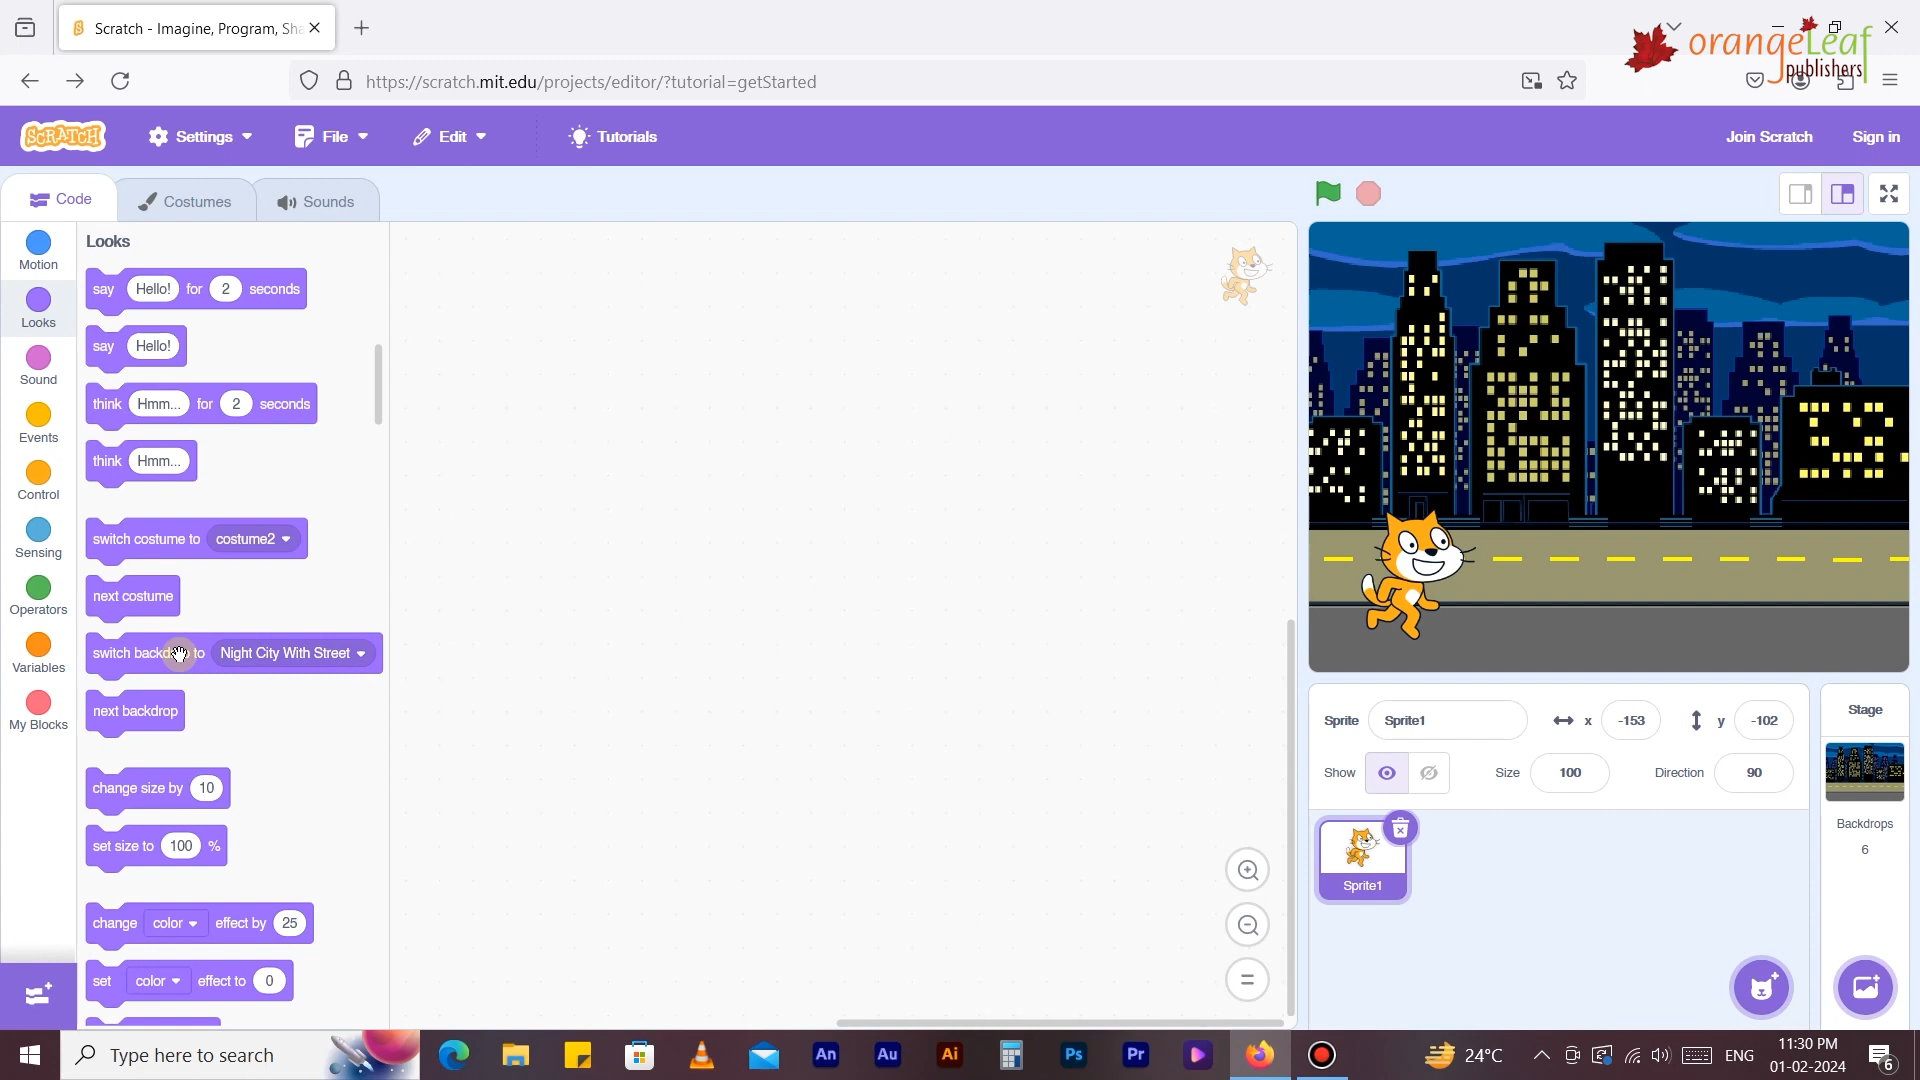 Scratch - Imagine, Program, Sha
orangeLeaf
publishers
https://scratch.mit.edu/projects/editor/?tutorial=getStarted
SCRATCH Settings File Edit Tutorials Join Scratch Sign in
Code Costumes Sounds
Motion
Looks
Sound
Events
Control
Sensing
Operators
Variables
My Blocks
Looks
say Hello! for 2 seconds
say Hello!
think Hmm... for 2 seconds
think Hmm...
switch costume to costume2
next costume
switch to Night City With Street
next backdrop
change size by 10
set size to 100 %
change color effect by 25
set color effect to 0
Sprite Sprite1 x -153 y -102
Show Size 100 Direction 90
Sprite1
Stage
Backdrops
6
Type here to search
An Au Ai Ps Pr
24°C
ENG
11:30 PM
01-02-2024
6